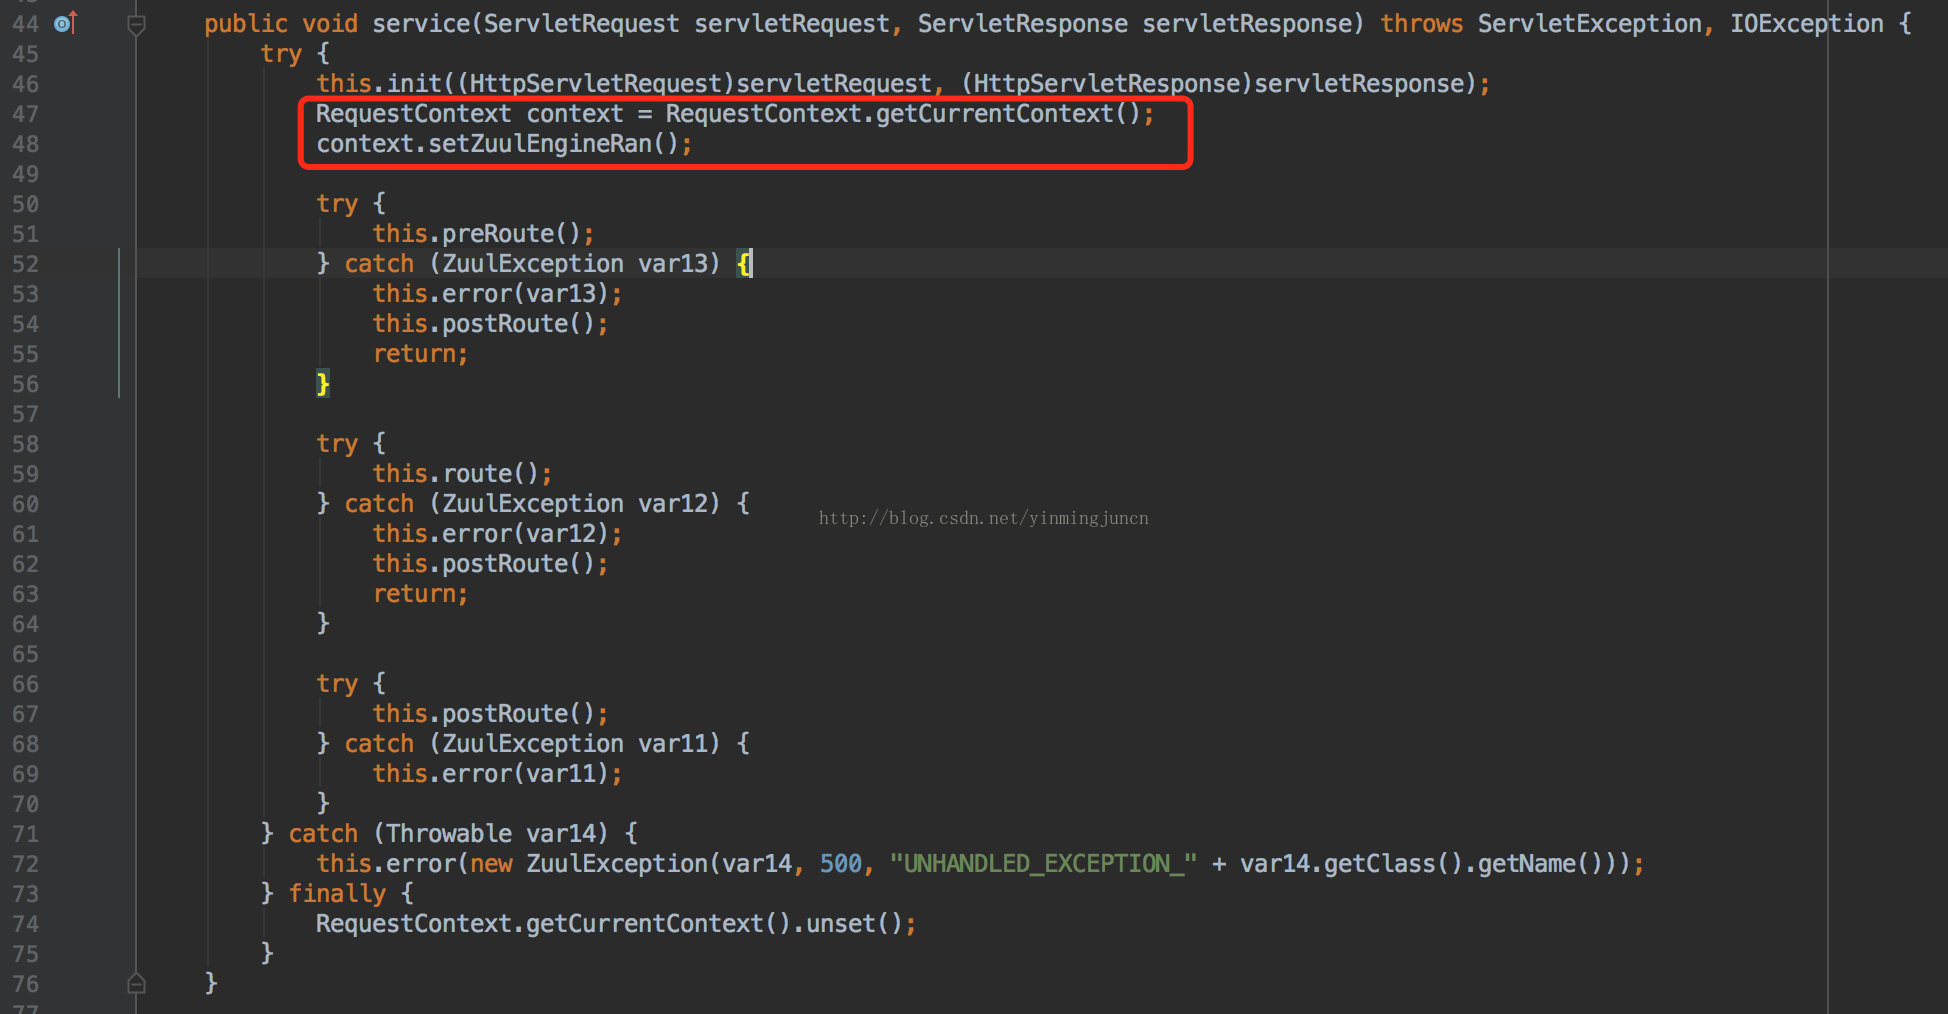 44 public void service(ServletRequest servletRequest, ServletResponse servletResponse) throws ServletException, IOException {
45 try {
46 this.init((HttpServletRequest)servletRequest, (HttpServletResponse)servletResponse);
47 RequestContext context = RequestContext.getCurrentContext();
48 context.setZuulEngineRan();
49
50 try {
51 this.preRoute();
52 } catch (ZuulException var13) {
53 this.error(var13);
54 this.postRoute();
55 return;
56 }
57
58 try {
59 this.route();
60 } catch (ZuulException var12) {
http://blog.csdn.net/yinmingjuncn
61 this.error(var12);
62 this.postRoute();
63 return;
64 }
65
66 try {
67 this.postRoute();
68 } catch (ZuulException var11) {
69 this.error(var11);
70 }
71 } catch (Throwable var14) {
72 this.error(new ZuulException(var14, 500, "UNHANDLED_EXCEPTION_" + var14.getClass().getName()));
73 } finally {
74 RequestContext.getCurrentContext().unset();
75 }
76 }
77